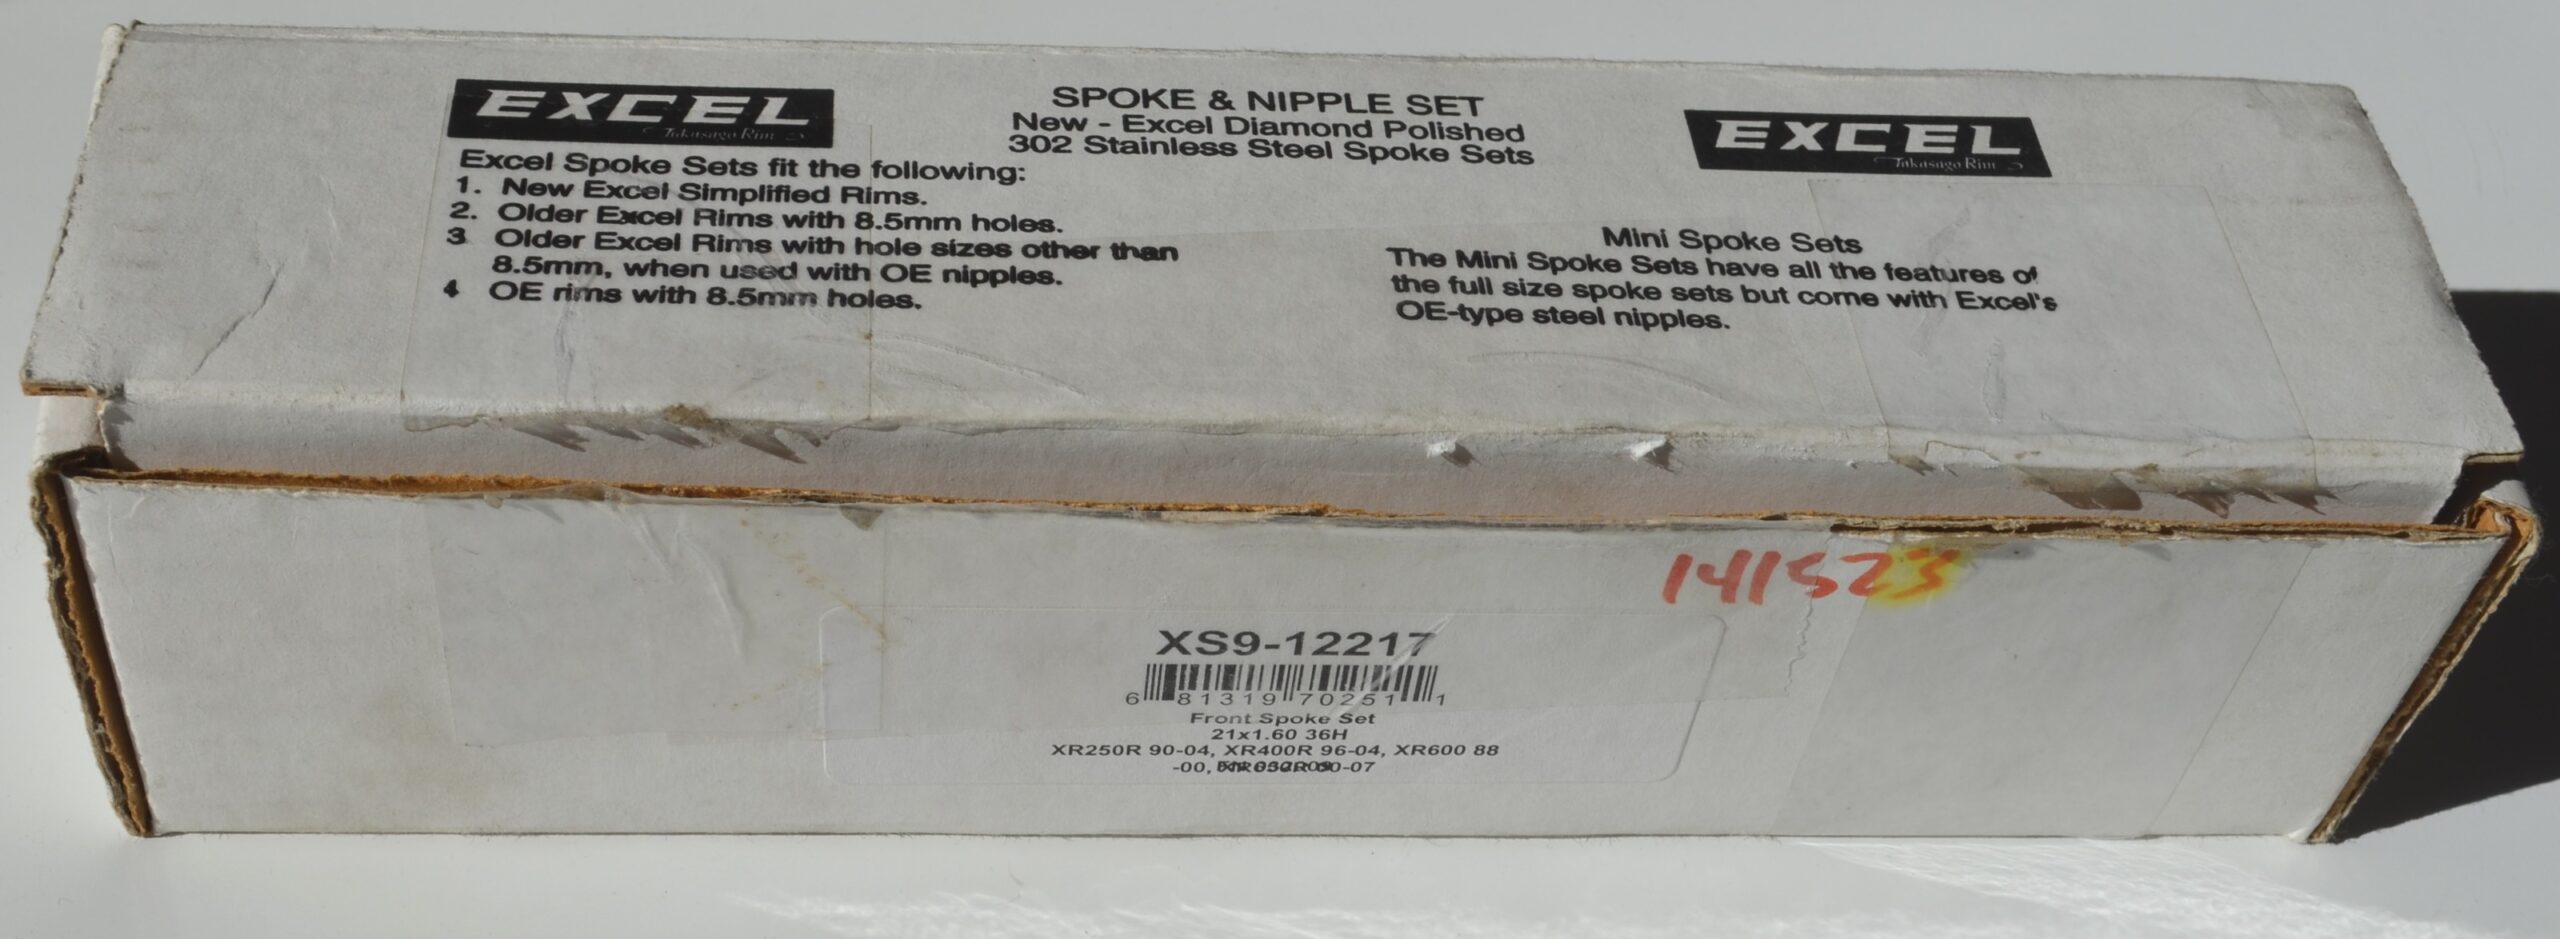 EXCEL
Takasago Rim
SPOKE & NIPPLE SET
New - Excel Diamond Polished
302 Stainless Steel Spoke Sets
EXCEL
Takasago Rim
Excel Spoke Sets fit the following:
1. New Excel Simplified Rims.
2. Older Excel Rims with 8.5mm holes.
3 Older Excel Rims with hole sizes other than
8.5mm, when used with OE nipples.
4 OE rims with 8.5mm holes.
Mini Spoke Sets
The Mini Spoke Sets have all the features of
the full size spoke sets but come with Excel's
OE-type steel nipples.
141523
XS9-12217
6 81319 70251 1
Front Spoke Set
21x1.60 36H
XR250R 90-04, XR400R 96-04, XR600 88
-00, 00-07